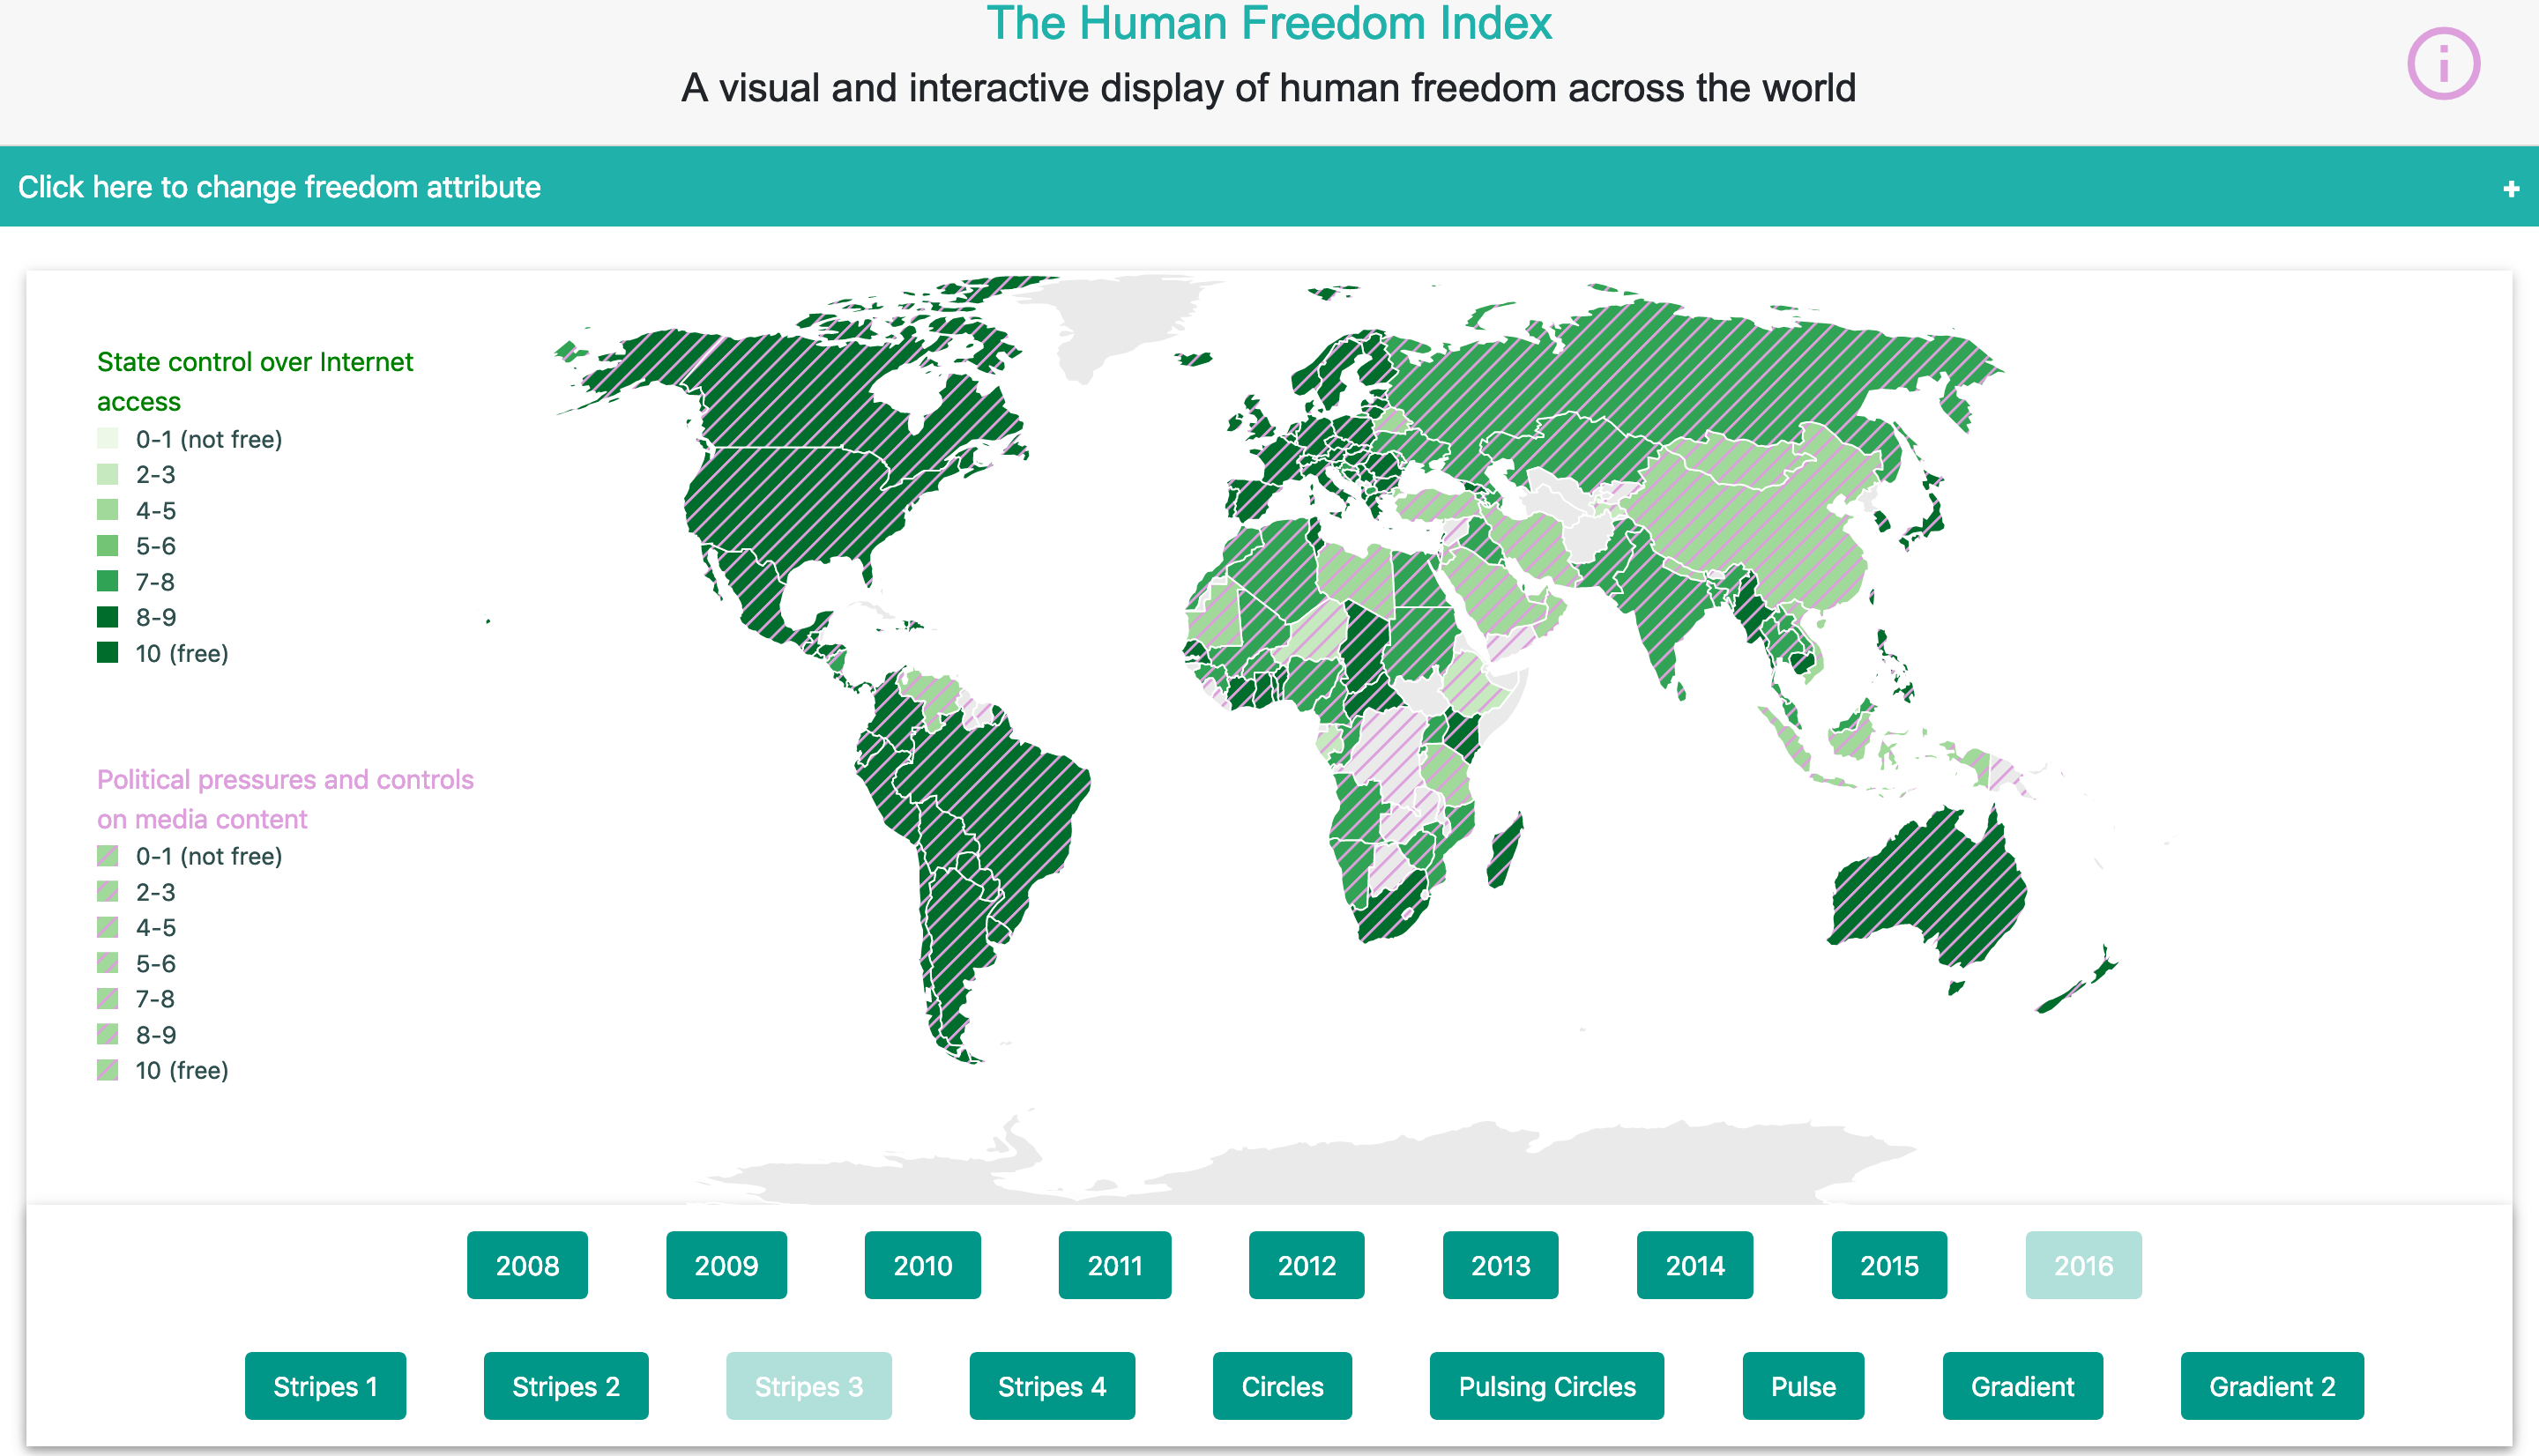 The Human Freedom Index
A visual and interactive display of human freedom across the world
i
Click here to change freedom attribute
+
State control over Internet
access
0-1 (not free)
2-3
4-5
5-6
7-8
8-9
10 (free)
Political pressures and controls
on media content
0-1 (not free)
2-3
4-5
5-6
7-8
8-9
10 (free)
2008 2009 2010 2011 2012 2013 2014 2015 2016
Stripes 1 Stripes 2 Stripes 3 Stripes 4 Circles Pulsing Circles Pulse Gradient Gradient 2